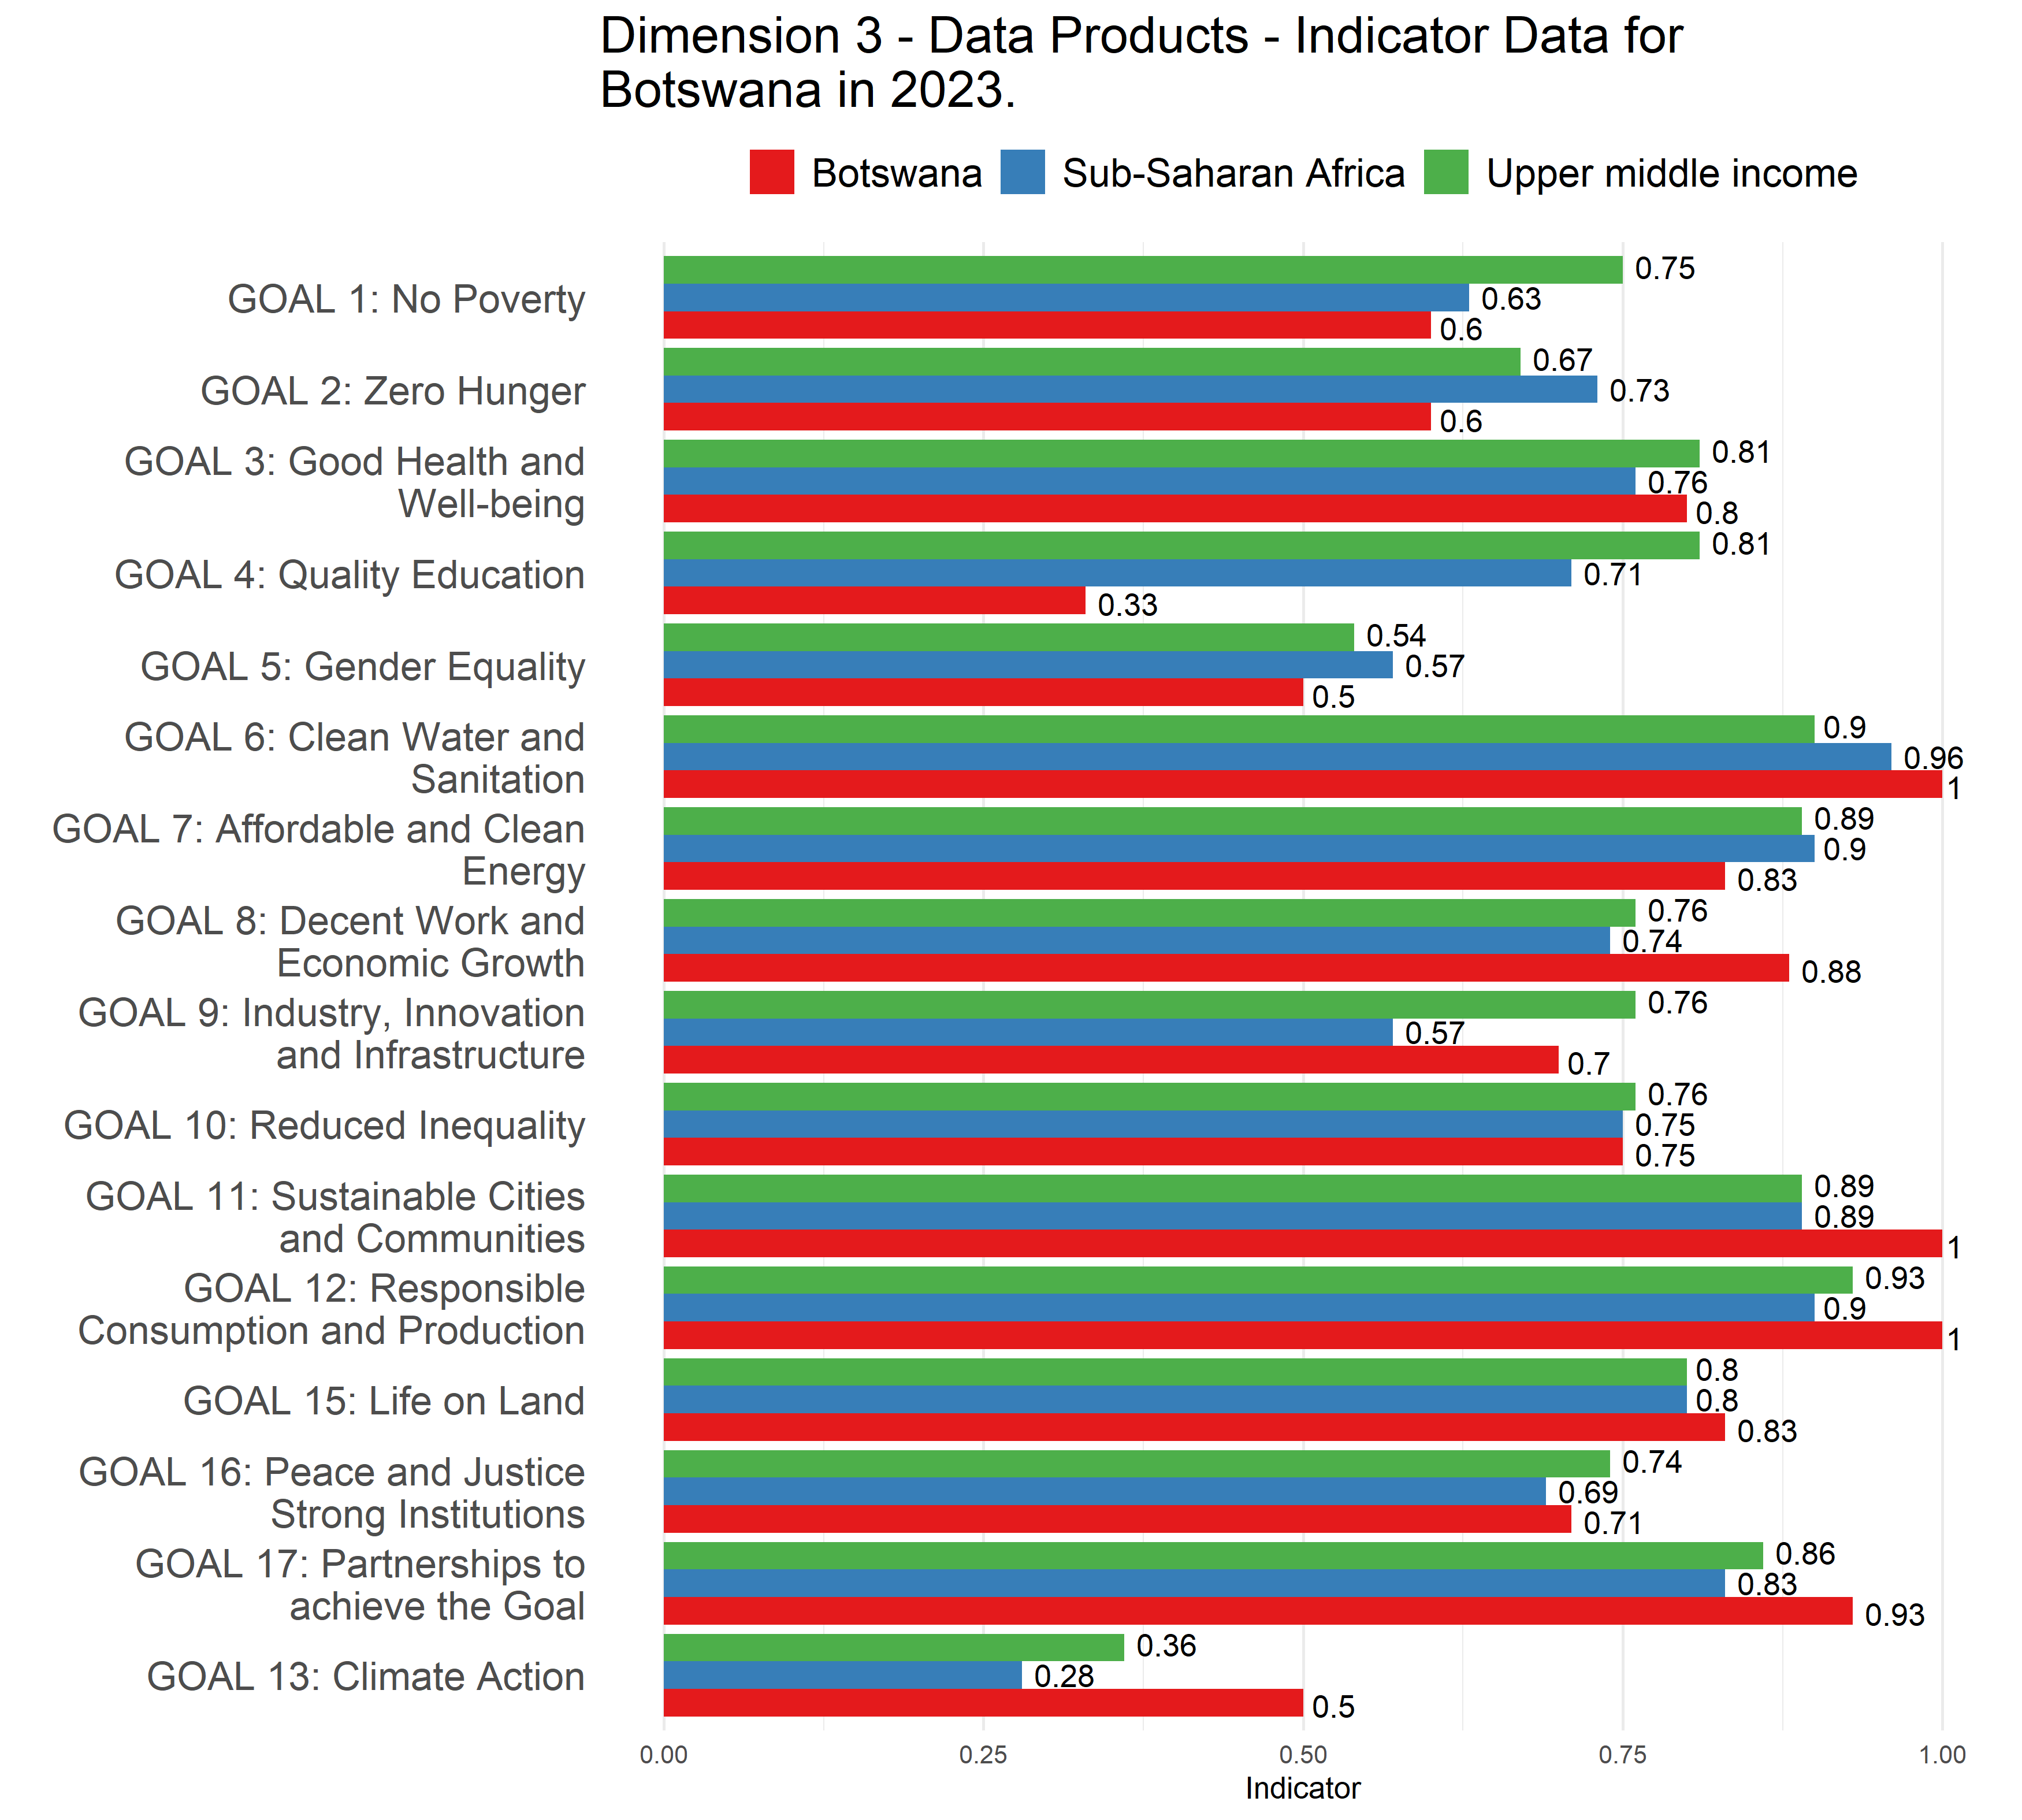 Dimension 3 - Data Products - Indicator Data for
Botswana in 2023.
Botswana Sub-Saharan Africa Upper middle income
GOAL 1: No Poverty
0.75
0.63
0.6
GOAL 2: Zero Hunger
0.67
0.73
0.6
GOAL 3: Good Health and
Well-being
0.81
0.76
0.8
GOAL 4: Quality Education
0.81
0.71
0.33
GOAL 5: Gender Equality
0.54
0.57
0.5
GOAL 6: Clean Water and
Sanitation
0.9
0.96
1
GOAL 7: Affordable and Clean
Energy
0.89
0.9
0.83
GOAL 8: Decent Work and
Economic Growth
0.76
0.74
0.88
GOAL 9: Industry, Innovation
and Infrastructure
0.76
0.57
0.7
GOAL 10: Reduced Inequality
0.76
0.75
0.75
GOAL 11: Sustainable Cities
and Communities
0.89
0.89
1
GOAL 12: Responsible
Consumption and Production
0.93
0.9
1
GOAL 15: Life on Land
0.8
0.8
0.83
GOAL 16: Peace and Justice
Strong Institutions
0.74
0.69
0.71
GOAL 17: Partnerships to
achieve the Goal
0.86
0.83
0.93
GOAL 13: Climate Action
0.36
0.28
0.5
0.00 0.25 0.50 0.75 1.00
Indicator